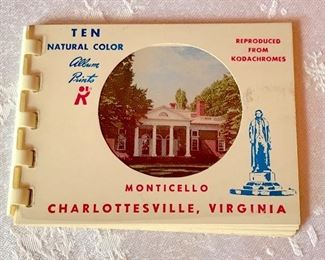 TEN
NATURAL COLOR
Album
Prints
REPRODUCED
FROM
KODACHROMES
MONTICELLO
CHARLOTTESVILLE, VIRGINIA